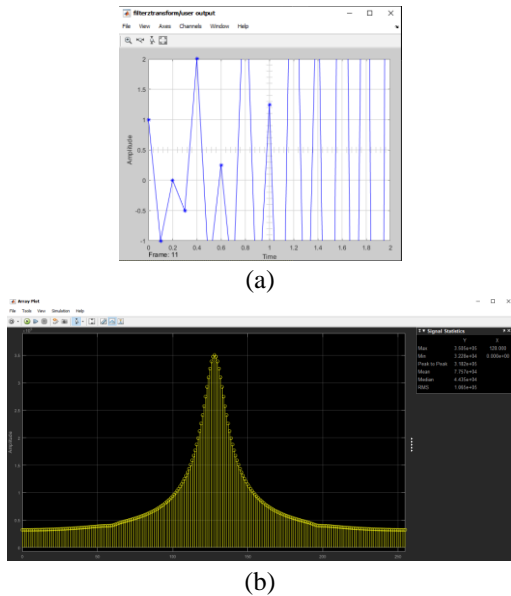 filterztransform/user output
File View Axes Channels Window Help
2
1.5
1
0.5
0
-0.5
-1
Amplitude
0 0.2 0.4 0.6 0.8 1 1.2 1.4 1.6 1.8 2
Frame: 11
Time
(a)
Array Plot
File Tools View Simulation Help
Signal Statistics
Y X
Max
Min
Peak to Peak
Mean
Median
RMS
Amplitude
(b)